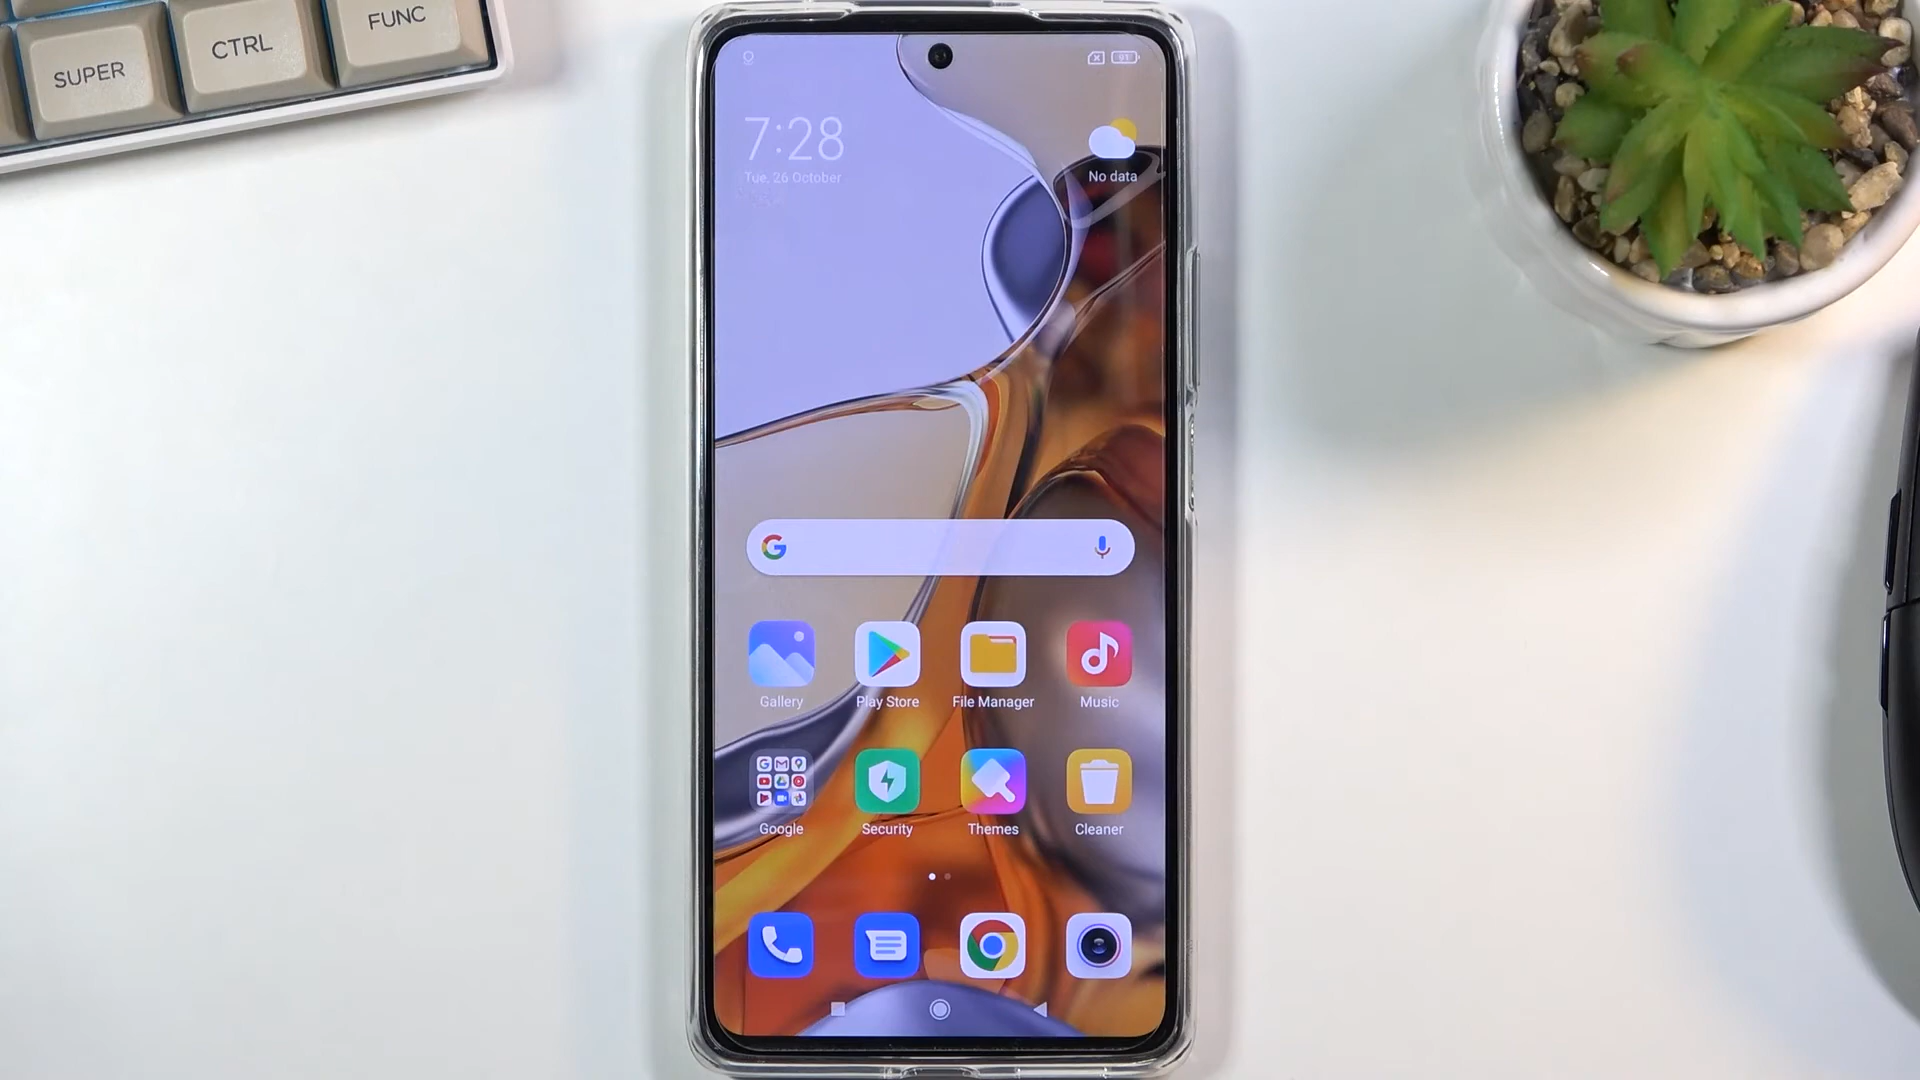 SUPER
CTRL
FUNC
91
7:28
Tue, 26 October
No data
Gallery
Play Store
File Manager
Music
Google
Security
Themes
Cleaner